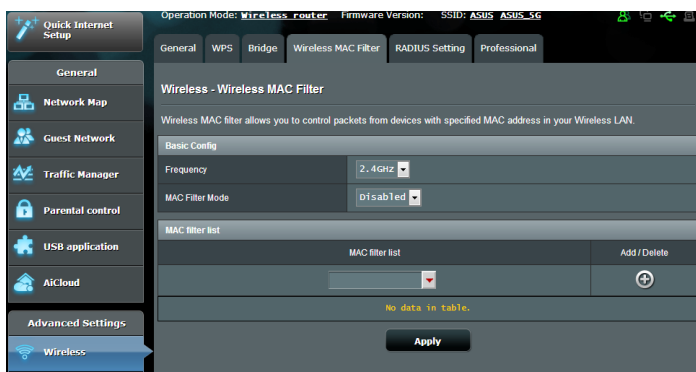 Operation Mode: Wireless router Firmware Version: SSID: ASUS ASUS_5G
Quick Internet
Setup
General WPS Bridge Wireless MAC Filter RADIUS Setting Professional
General
Network Map
Guest Network
Traffic Manager
Parental control
USB application
AiCloud
Advanced Settings
Wireless
Wireless - Wireless MAC Filter
Wireless MAC filter allows you to control packets from devices with specified MAC address in your Wireless LAN.
Basic Config
Frequency 2.4GHz
MAC Filter Mode Disabled
MAC filter list
MAC filter list Add / Delete
No data in table.
Apply